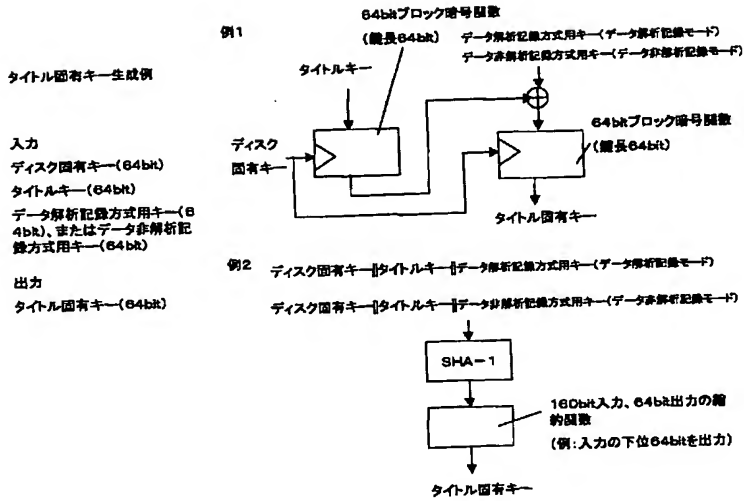 タイトル固有キー生成例
入力
ディスク固有キー(64bit)
タイトルキー(64bit)
データ解析記録方式用キー(6
4bit)、またはデータ非解析記
録方式用キー(64bit)
出力
タイトル固有キー(64bit)
例1
64bitブロック暗号関数
(鍵長64bit)
データ解析記録方式用キー(データ解析記録モード)
データ非解析記録方式用キー(データ非解析記録モード)
タイトルキー
ディスク
固有キー
64bitブロック暗号関数
(鍵長64bit)
タイトル固有キー
例2
ディスク固有キー||タイトルキー||データ解析記録方式用キー(データ解析記録モード)
ディスク固有キー||タイトルキー||データ非解析記録方式用キー(データ非解析記録モード)
SHA-1
160bit入力、64bit出力の縮
約関数
(例:入力の下位64bitを出力)
タイトル固有キー